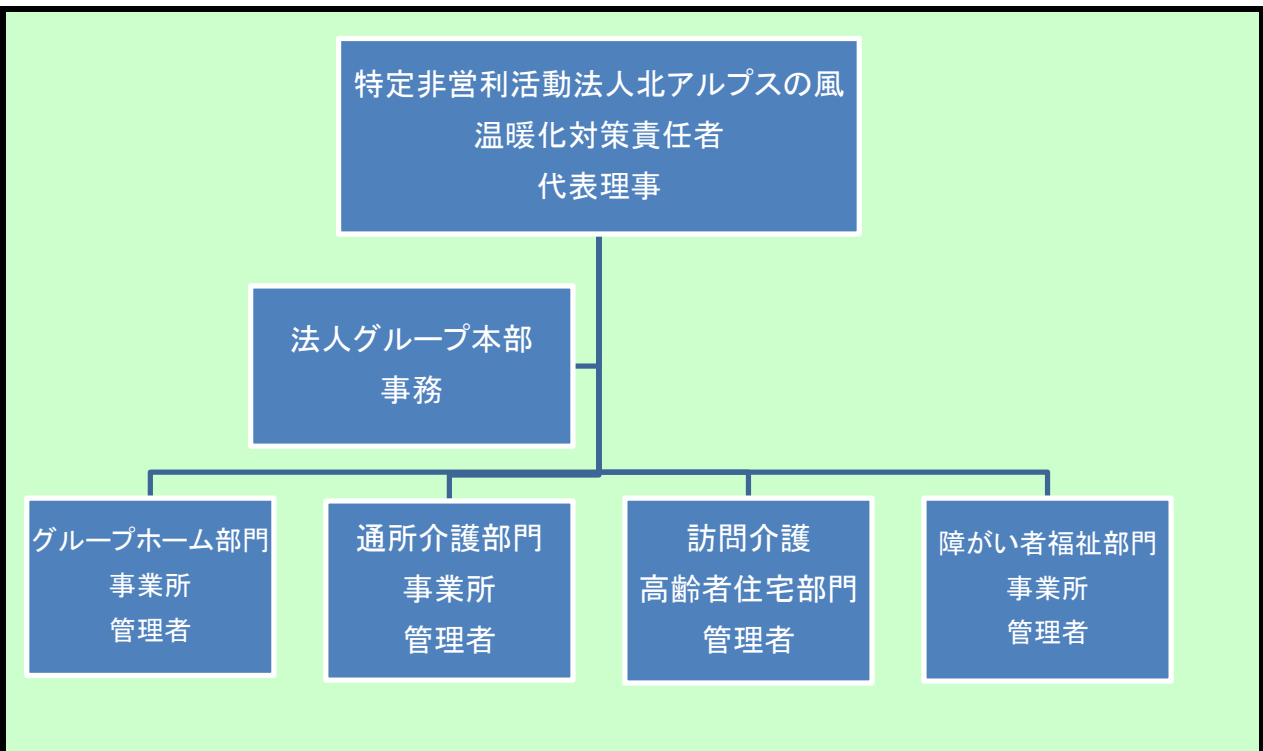 特定非営利活動法人北アルプスの風
温暖化対策責任者
代表理事
法人グループ本部
事務
グループホーム部門
事業所
管理者
通所介護部門
事業所
管理者
訪問介護
高齢者住宅部門
管理者
障がい者福祉部門
事業所
管理者